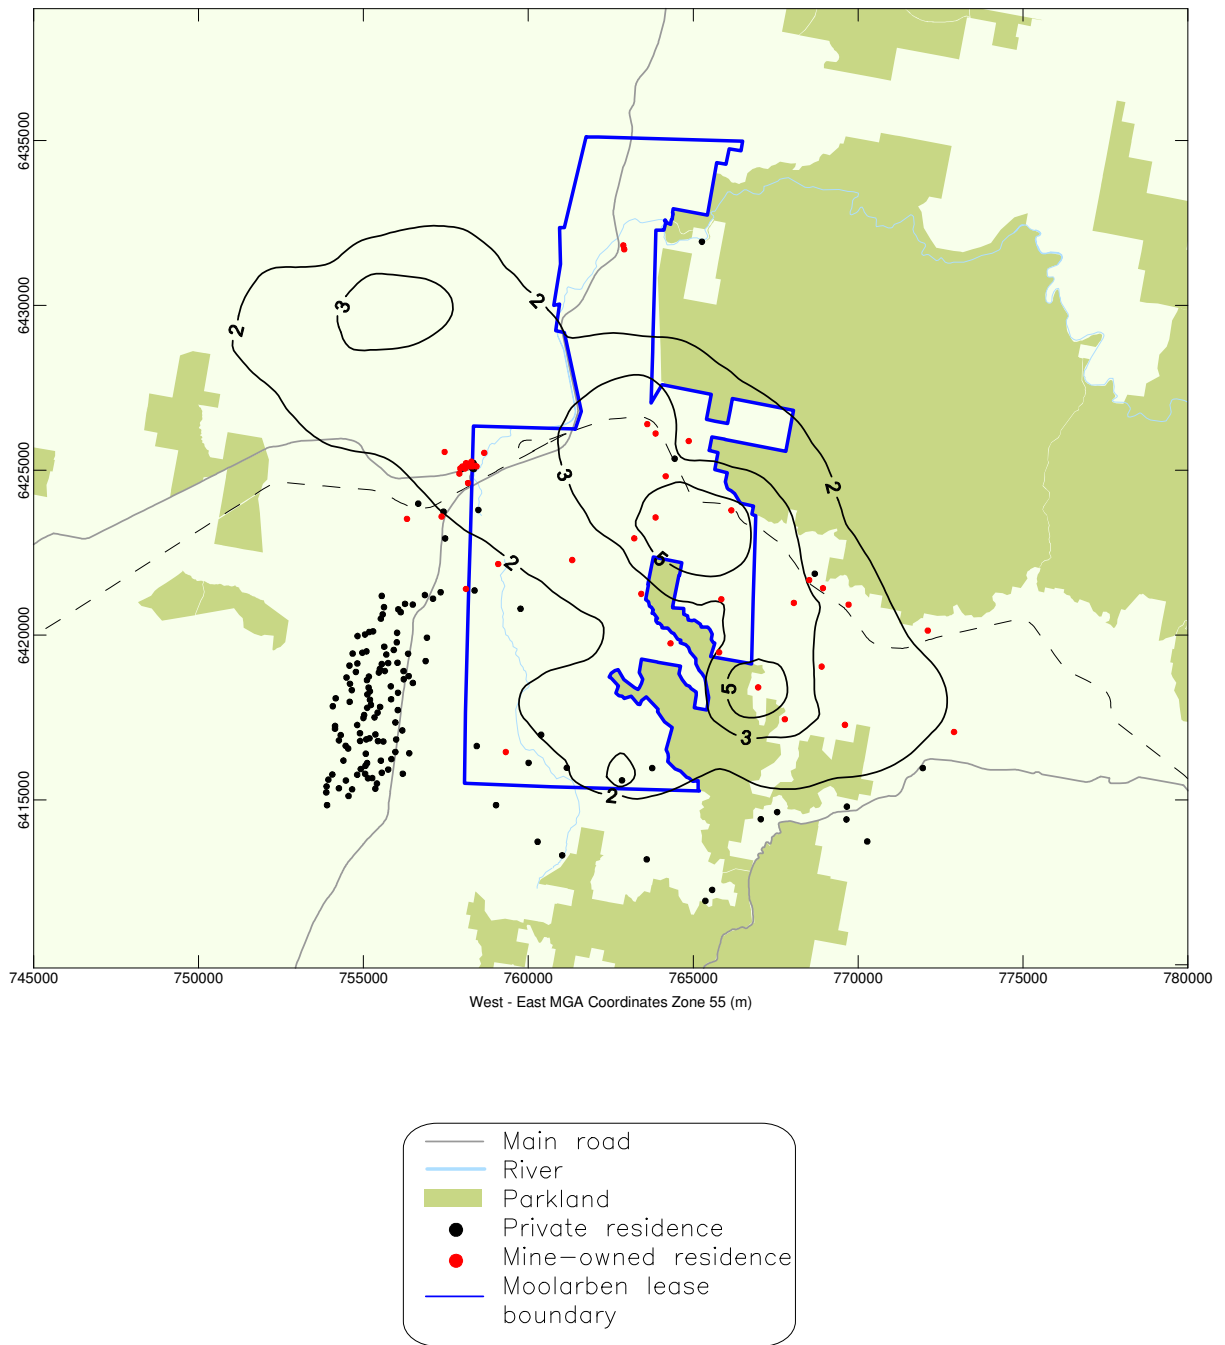 6435000
6430000
6425000
6420000
6415000
2
3
2
3
2
5
2
5
3
2
745000 750000 755000 760000 765000 770000 775000 780000
West - East MGA Coordinates Zone 55 (m)
Main road
River
Parkland
Private residence
Mine-owned residence
Moolarben lease
boundary